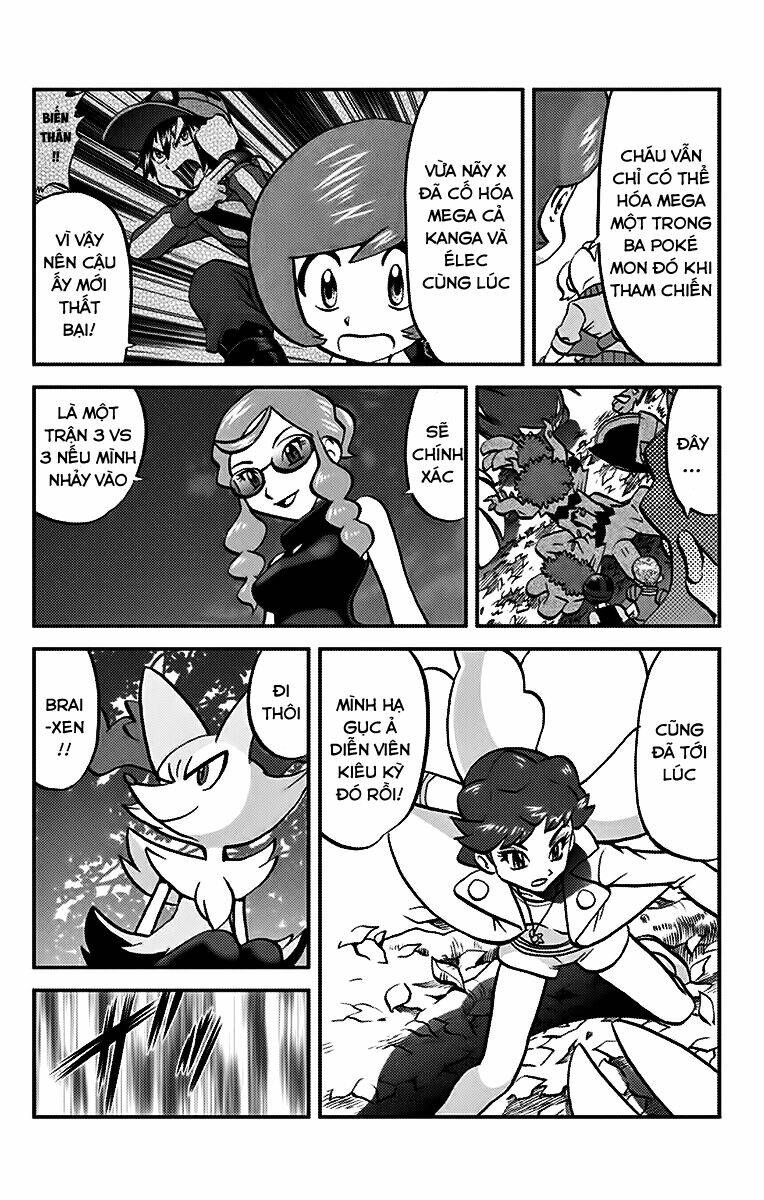 CHÁU VẪN
CHỈ CÓ THỂ
HÓA MEGA
MỘT TRONG
BA POKÉ
MON ĐÓ KHI
THAM CHIẾN
VỪA NÃY X
ĐÃ CỐ HÓA
MEGA CẢ
KANGA VÀ
ÉLEC
CÙNG LÚC
BIẾN
THÂN
!!
VÌ VẬY
NÊN CẬU
ẤY MỚI
THẤT
BẠI!
ĐÂY
...
SẼ
CHÍNH
XÁC
LÀ MỘT
TRẬN 3 VS
3 NẾU MÌNH
NHẢY VÀO
CŨNG
ĐÃ TỚI
LÚC
MÌNH HẠ
GỤC Ả
DIỄN VIÊN
KIÊU KỲ
ĐÓ RỒI!
ĐI
THÔI
BRAI
-XEN
!!